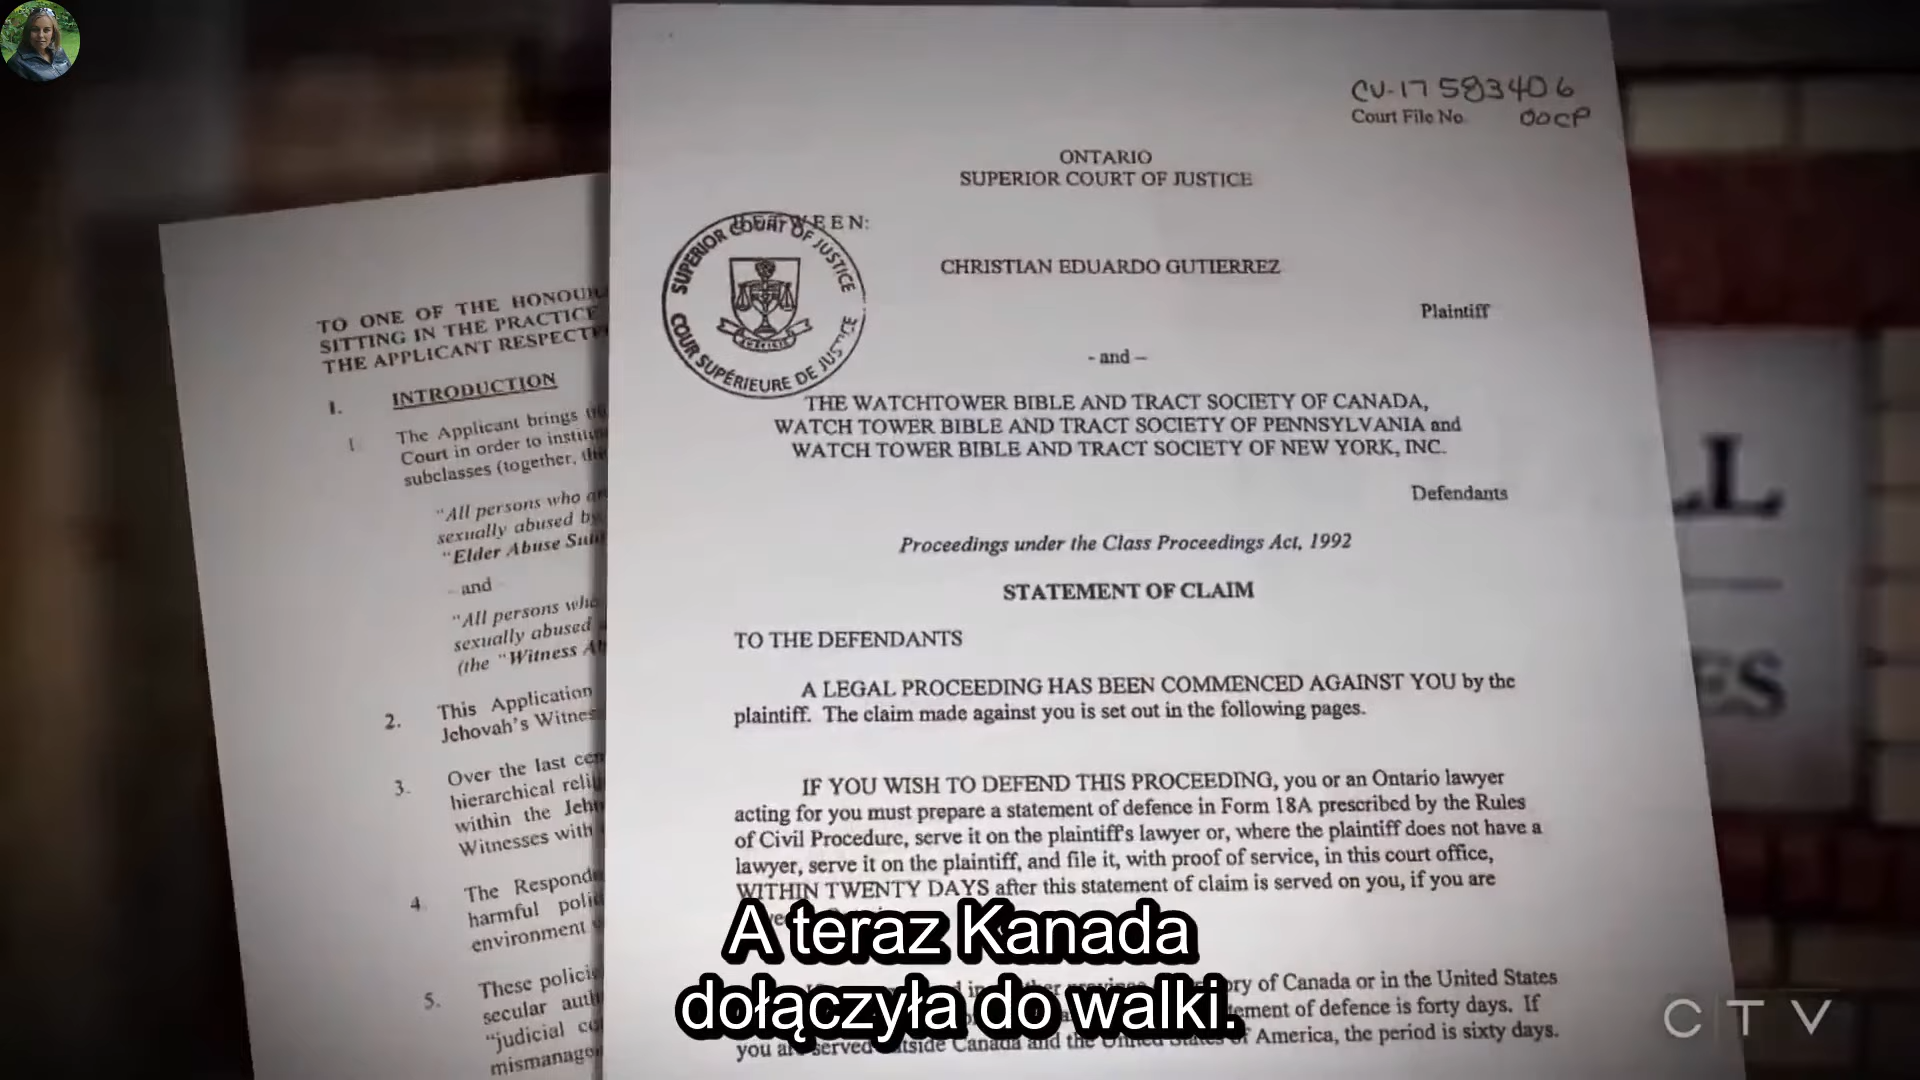 CV-17 583406
Court File No. 00CP
ONTARIO
SUPERIOR COURT OF JUSTICE
SUPERIOR COURT OF JUSTICE
COUR SUPÉRIEURE DE JUSTICE
CHRISTIAN EDUARDO GUTIERREZ
Plaintiff
- and –
THE WATCHTOWER BIBLE AND TRACT SOCIETY OF CANADA,
WATCH TOWER BIBLE AND TRACT SOCIETY OF PENNSYLVANIA and
WATCH TOWER BIBLE AND TRACT SOCIETY OF NEW YORK, INC.
Defendants
Proceedings under the Class Proceedings Act, 1992
STATEMENT OF CLAIM
TO THE DEFENDANTS
A LEGAL PROCEEDING HAS BEEN COMMENCED AGAINST YOU by the
plaintiff. The claim made against you is set out in the following pages.
IF YOU WISH TO DEFEND THIS PROCEEDING, you or an Ontario lawyer
acting for you must prepare a statement of defence in Form 18A prescribed by the Rules
of Civil Procedure, serve it on the plaintiff's lawyer or, where the plaintiff does not have a
lawyer, serve it on the plaintiff, and file it, with proof of service, in this court office,
WITHIN TWENTY DAYS after this statement of claim is served on you, if you are
of Canada or in the United States
of defence is forty days. If
you are served Canada and the of America, the period is sixty days.
TO ONE OF THE
SITTING IN THE PRACTICE
THE APPLICANT
I. INTRODUCTION
1 The Applicant brings
Court in order to
subclasses (together,
"All persons who
sexually abused by
"Elder Abuse
- and
"All persons who
sexually abused
(the "Witness
2. This Application
Jehovah's
3. Over the last
hierarchical
within the
Witnesses with
4. The
harmful
environment
5. These
secular
"judicial
A teraz Kanada
dołączyła do walki.
CTV